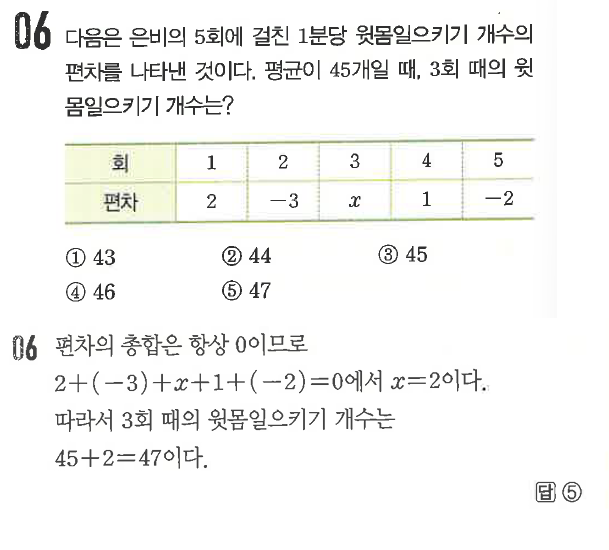 06 다음은 은비의 5회에 걸친 1분당 윗몸일으키기 개수의
편차를 나타낸 것이다. 평균이 45개일 때, 3회 때의 윗
몸일으키기 개수는?
회 1 2 3 4 5
편차 2 -3 x 1 -2
① 43 ② 44 ③ 45
④ 46 ⑤ 47
06 편차의 총합은 항상 0이므로
2+(-3)+x+1+(-2)=0에서 x=2이다.
따라서 3회 때의 윗몸일으키기 개수는
45+2=47이다.
답 ⑤